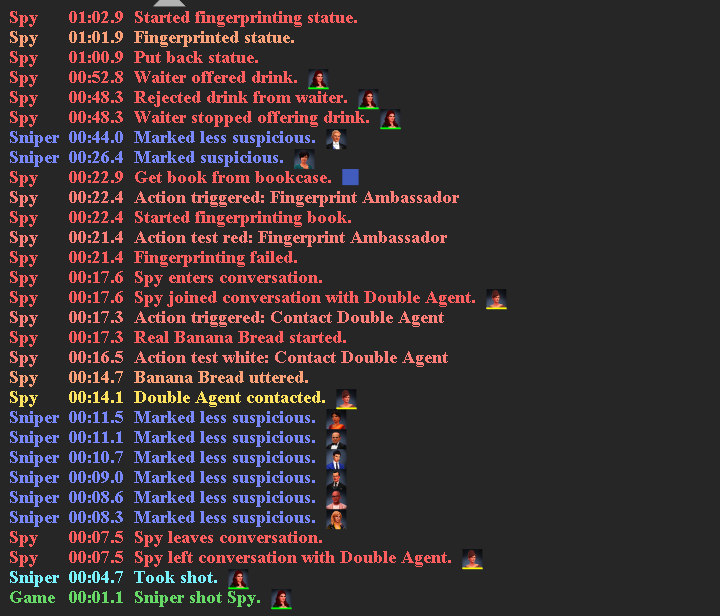 Spy 01:02.9 Started fingerprinting statue.
Spy 01:01.9 Fingerprinted statue.
Spy 01:00.9 Put back statue.
Spy 00:52.8 Waiter offered drink.
Spy 00:48.3 Rejected drink from waiter.
Spy 00:48.3 Waiter stopped offering drink.
Sniper 00:44.0 Marked less suspicious.
Sniper 00:26.4 Marked suspicious.
Spy 00:22.9 Get book from bookcase.
Spy 00:22.4 Action triggered: Fingerprint Ambassador
Spy 00:22.4 Started fingerprinting book.
Spy 00:21.4 Action test red: Fingerprint Ambassador
Spy 00:21.4 Fingerprinting failed.
Spy 00:17.6 Spy enters conversation.
Spy 00:17.6 Spy joined conversation with Double Agent.
Spy 00:17.3 Action triggered: Contact Double Agent
Spy 00:17.3 Real Banana Bread started.
Spy 00:16.5 Action test white: Contact Double Agent
Spy 00:14.7 Banana Bread uttered.
Spy 00:14.1 Double Agent contacted.
Sniper 00:11.5 Marked less suspicious.
Sniper 00:11.1 Marked less suspicious.
Sniper 00:10.7 Marked less suspicious.
Sniper 00:09.0 Marked less suspicious.
Sniper 00:08.6 Marked less suspicious.
Sniper 00:08.3 Marked less suspicious.
Spy 00:07.5 Spy leaves conversation.
Spy 00:07.5 Spy left conversation with Double Agent.
Sniper 00:04.7 Took shot.
Game 00:01.1 Sniper shot Spy.